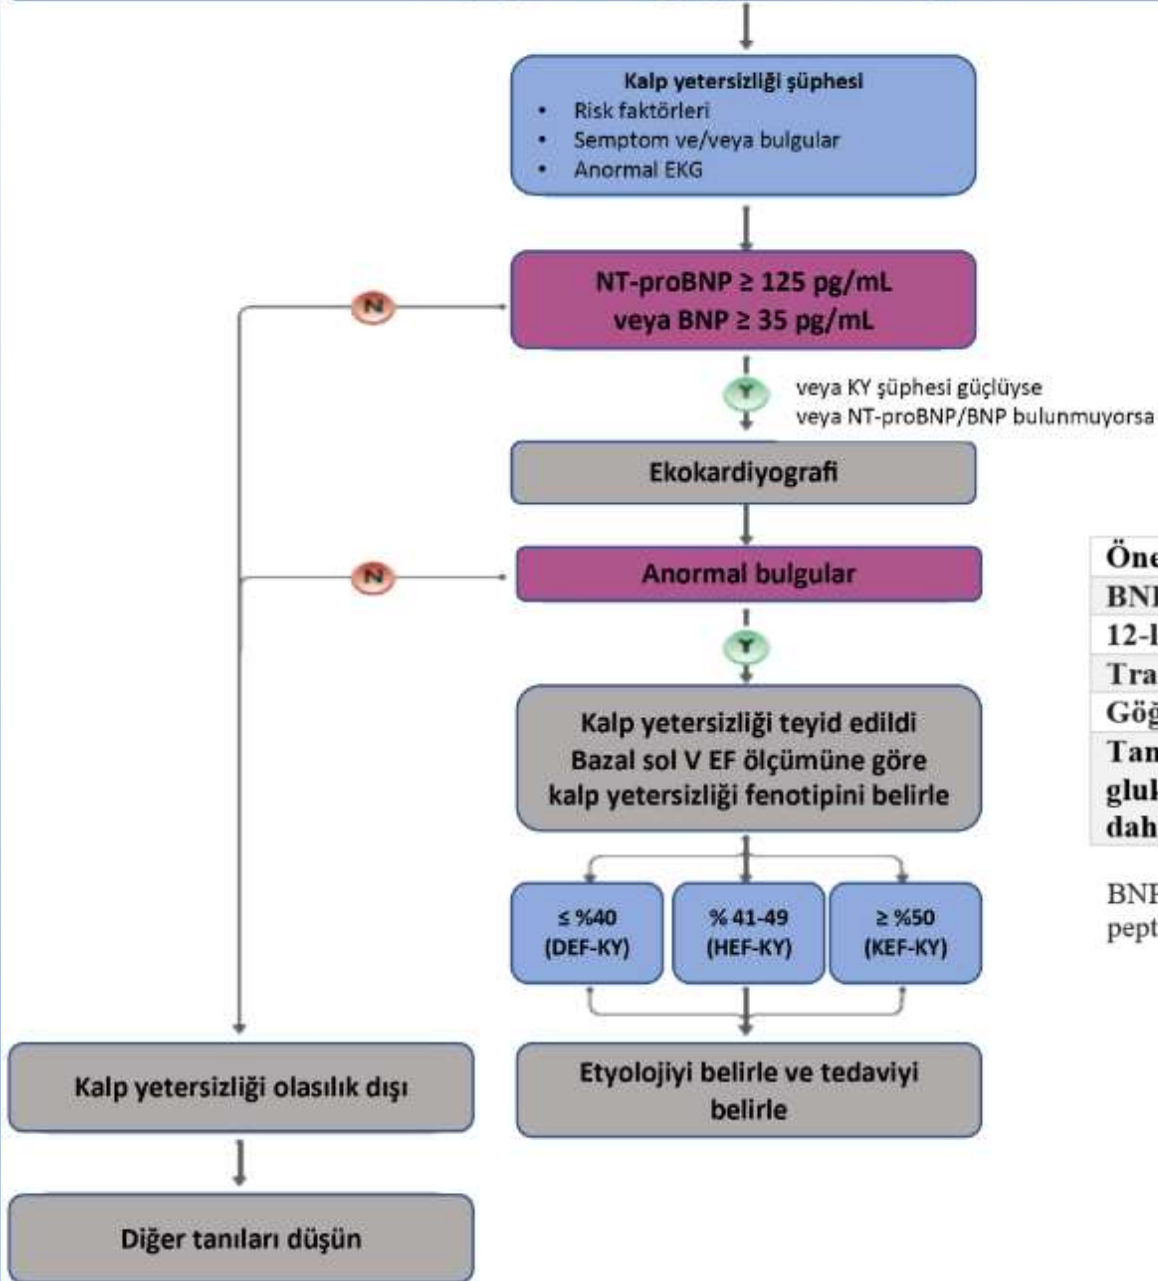 Kalp yetersizliği şüphesi
• Risk faktörleri
• Semptom ve/veya bulgular
• Anormal EKG
N
NT-proBNP ≥ 125 pg/mL
veya BNP ≥ 35 pg/mL
Y
veya KY şüphesi güçlüyse
veya NT-proBNP/BNP bulunmuyorsa
Ekokardiyografi
N
Anormal bulgular
Y
Kalp yetersizliği teyid edildi
Bazal sol V EF ölçümüne göre
kalp yetersizliği fenotipini belirle
≤ %40
(DEF-KY)
% 41-49
(HEF-KY)
≥ %50
(KEF-KY)
Etyolojiyi belirle ve tedaviyi
belirle
Kalp yetersizliği olasılık dışı
Diğer tanıları düşün
12-l
dah
pept